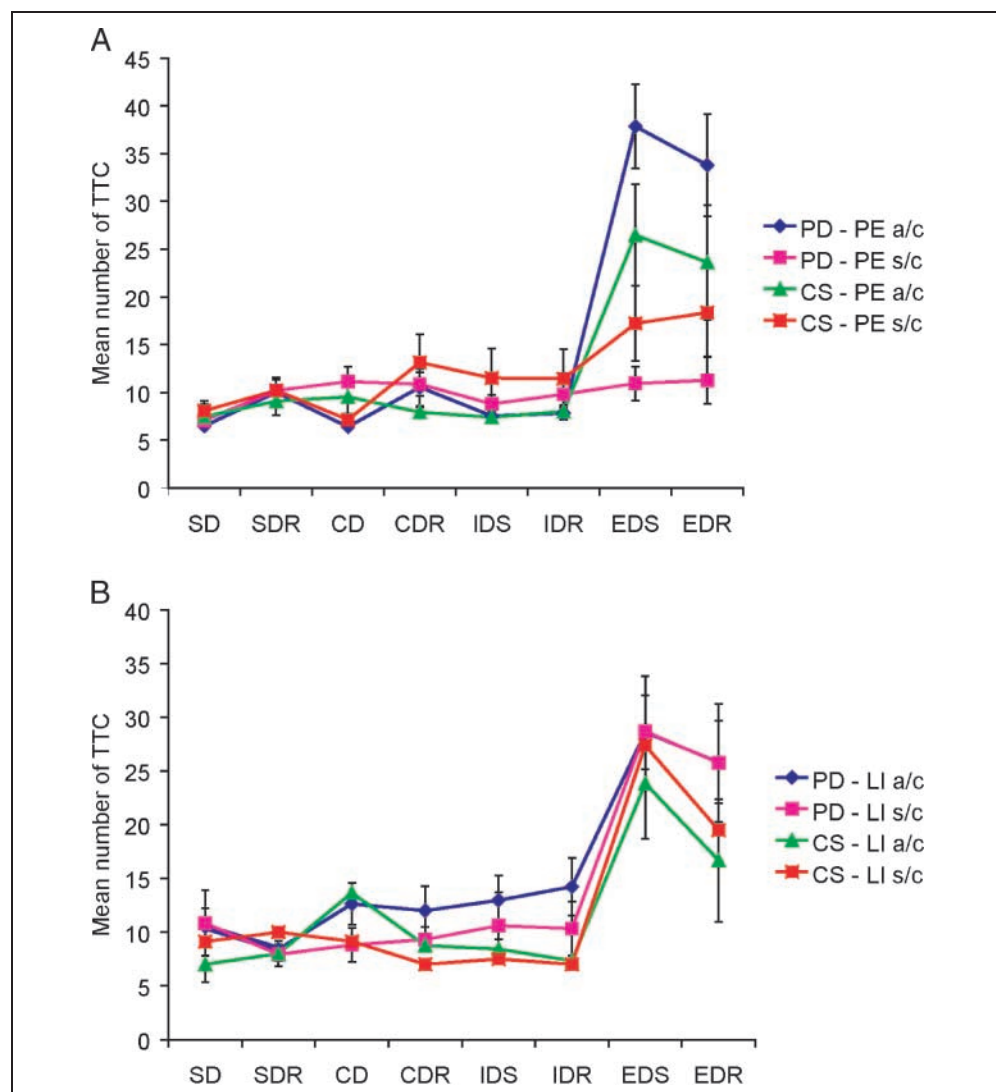 A
Mean number of TTC
45
40
35
30
25
20
15
10
5
0
SD SDR CD CDR IDS IDR EDS EDR
PD - PE a/c
PD - PE s/c
CS - PE a/c
CS - PE s/c
B
Mean number of TTC
40
35
30
25
20
15
10
5
0
SD SDR CD CDR IDS IDR EDS EDR
PD - LI a/c
PD - LI s/c
CS - LI a/c
CS - LI s/c